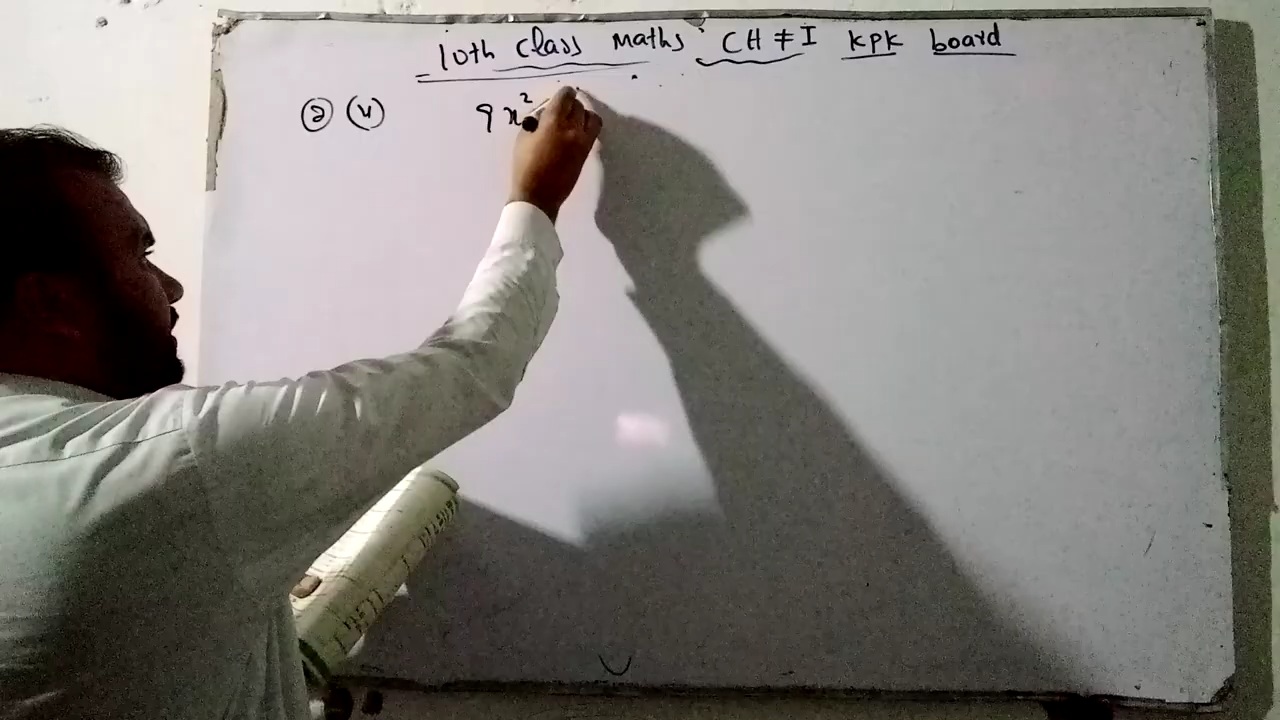 10th Class Maths CH # I KPK board
② (v) 9x²